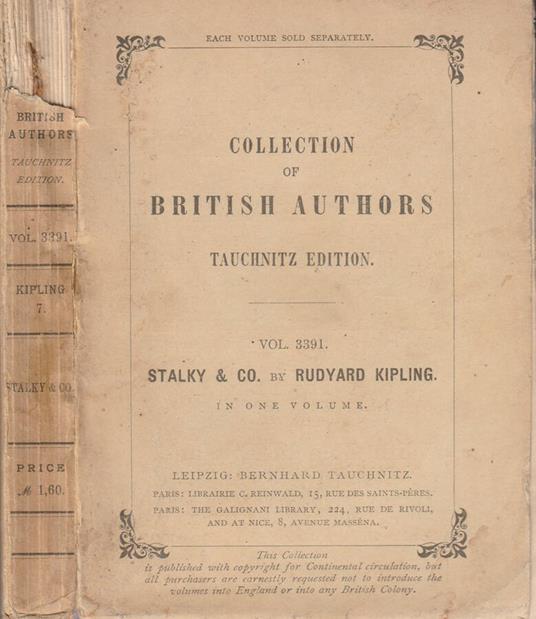 BRITISH
AUTHORS
TAUCHNITZ
EDITION.
VOL. 3391.
KIPLING
7.
STALKY & CO.
PRICE
ℳ 1,60.
EACH VOLUME SOLD SEPARATELY.
COLLECTION
OF
BRITISH AUTHORS
TAUCHNITZ EDITION.
VOL. 3391.
STALKY & CO. BY RUDYARD KIPLING.
IN ONE VOLUME.
LEIPZIG: BERNHARD TAUCHNITZ.
PARIS: LIBRAIRIE C. REINWALD, 15, RUE DES SAINTS-PÈRES.
PARIS: THE GALIGNANI LIBRARY, 224, RUE DE RIVOLI,
AND AT NICE, 8, AVENUE MASSÉNA.
This Collection
is published with copyright for Continental circulation, but
all purchasers are earnestly requested not to introduce the
volumes into England or into any British Colony.